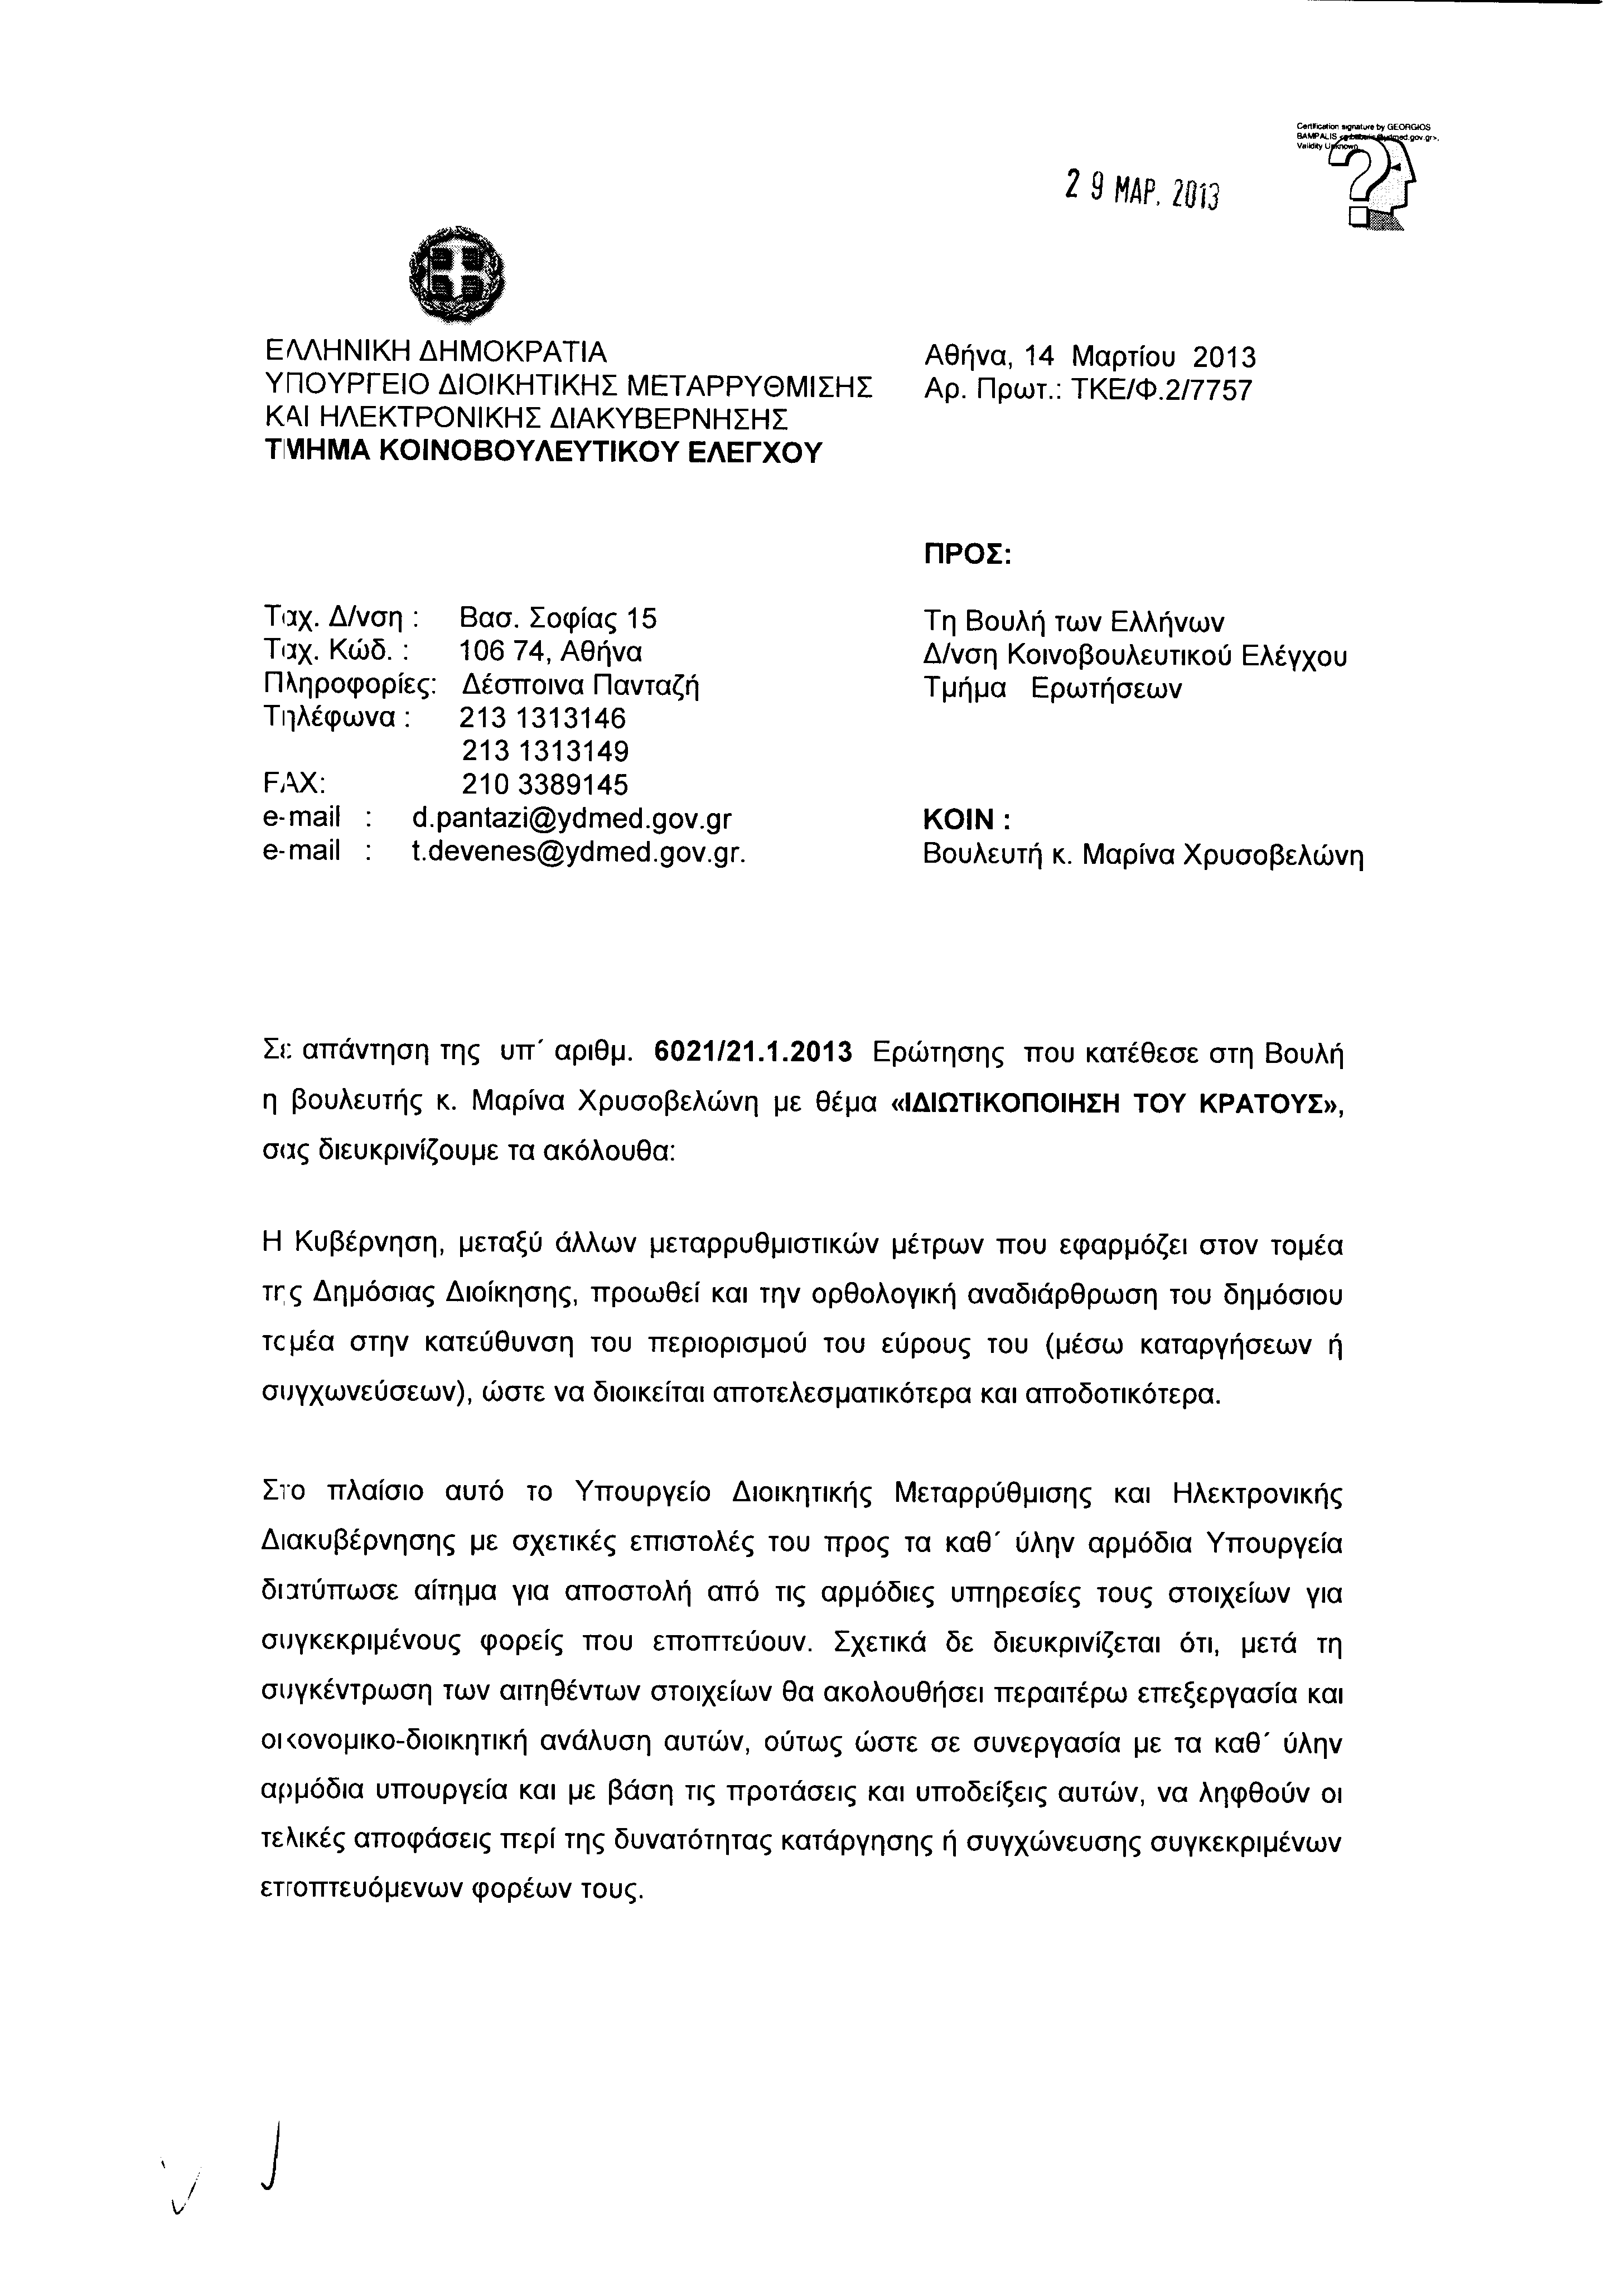 Certification signature by GEORGIOS
BAMPALIS
Validity Unknown
2 9 ΜΑΡ. 2013
ΕΛΛΗΝΙΚΗ ΔΗΜΟΚΡΑΤΙΑ
ΥΠΟΥΡΓΕΙΟ ΔΙΟΙΚΗΤΙΚΗΣ ΜΕΤΑΡΡΥΘΜΙΣΗΣ
ΚΑΙ ΗΛΕΚΤΡΟΝΙΚΗΣ ΔΙΑΚΥΒΕΡΝΗΣΗΣ
ΤΜΗΜΑ ΚΟΙΝΟΒΟΥΛΕΥΤΙΚΟΥ ΕΛΕΓΧΟΥ
Αθήνα, 14 Μαρτίου 2013
Αρ. Πρωτ.: ΤΚΕ/Φ.2/7757
Ταχ. Δ/νση : Βασ. Σοφίας 15
Ταχ. Κώδ. : 106 74, Αθήνα
Πληροφορίες: Δέσποινα Πανταζή
Τηλέφωνα : 213 1313146
213 1313149
FAX: 210 3389145
e-mail : d.pantazi@ydmed.gov.gr
e-mail : t.devenes@ydmed.gov.gr.
ΠΡΟΣ:
Τη Βουλή των Ελλήνων
Δ/νση Κοινοβουλευτικού Ελέγχου
Τμήμα Ερωτήσεων
ΚΟΙΝ :
Βουλευτή κ. Μαρίνα Χρυσοβελώνη
Σε απάντηση της υπ΄ αριθμ. 6021/21.1.2013 Ερώτησης που κατέθεσε στη Βουλή
η βουλευτής κ. Μαρίνα Χρυσοβελώνη με θέμα «ΙΔΙΩΤΙΚΟΠΟΙΗΣΗ ΤΟΥ ΚΡΑΤΟΥΣ»,
σας διευκρινίζουμε τα ακόλουθα:
Η Κυβέρνηση, μεταξύ άλλων μεταρρυθμιστικών μέτρων που εφαρμόζει στον τομέα
της Δημόσιας Διοίκησης, προωθεί και την ορθολογική αναδιάρθρωση του δημόσιου
τομέα στην κατεύθυνση του περιορισμού του εύρους του (μέσω καταργήσεων ή
συγχωνεύσεων), ώστε να διοικείται αποτελεσματικότερα και αποδοτικότερα.
Στο πλαίσιο αυτό το Υπουργείο Διοικητικής Μεταρρύθμισης και Ηλεκτρονικής
Διακυβέρνησης με σχετικές επιστολές του προς τα καθ΄ ύλην αρμόδια Υπουργεία
διατύπωσε αίτημα για αποστολή από τις αρμόδιες υπηρεσίες τους στοιχείων για
συγκεκριμένους φορείς που εποπτεύουν. Σχετικά δε διευκρινίζεται ότι, μετά τη
συγκέντρωση των αιτηθέντων στοιχείων θα ακολουθήσει περαιτέρω επεξεργασία και
οικονομικο-διοικητική ανάλυση αυτών, ούτως ώστε σε συνεργασία με τα καθ΄ ύλην
αρμόδια υπουργεία και με βάση τις προτάσεις και υποδείξεις αυτών, να ληφθούν οι
τελικές αποφάσεις περί της δυνατότητας κατάργησης ή συγχώνευσης συγκεκριμένων
εποπτευόμενων φορέων τους.